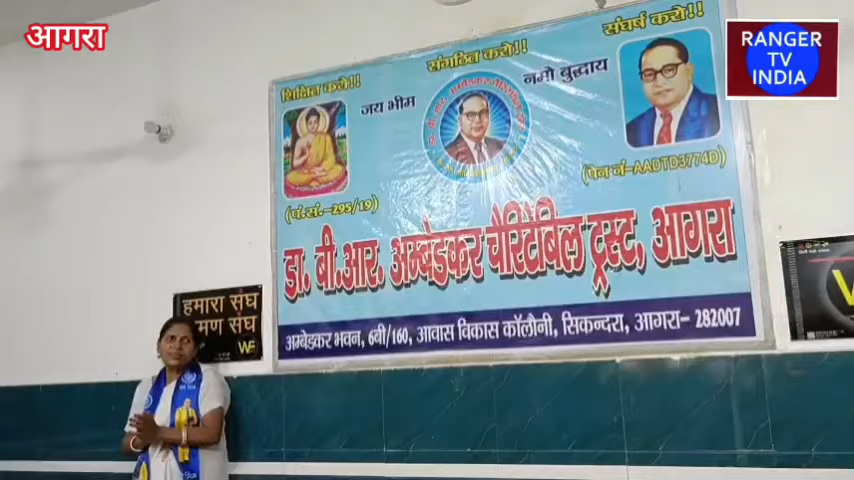 आगरा
RANGER
TV
INDIA
शिक्षित करो!!
संगठित करो!!
संघर्ष करो!!
जय भीम
नमो बुद्धाय
(पं.सं.-295/19)
(पेन नं-AADTD3774D)
डा. बी.आर. अम्बेडकर चैरिटेबिल ट्रस्ट, आगरा
अम्बेडकर भवन, 6बी/160, आवास विकास कॉलौनी, सिकन्दरा, आगरा- 282007
हमारा संघ
संघ
WE